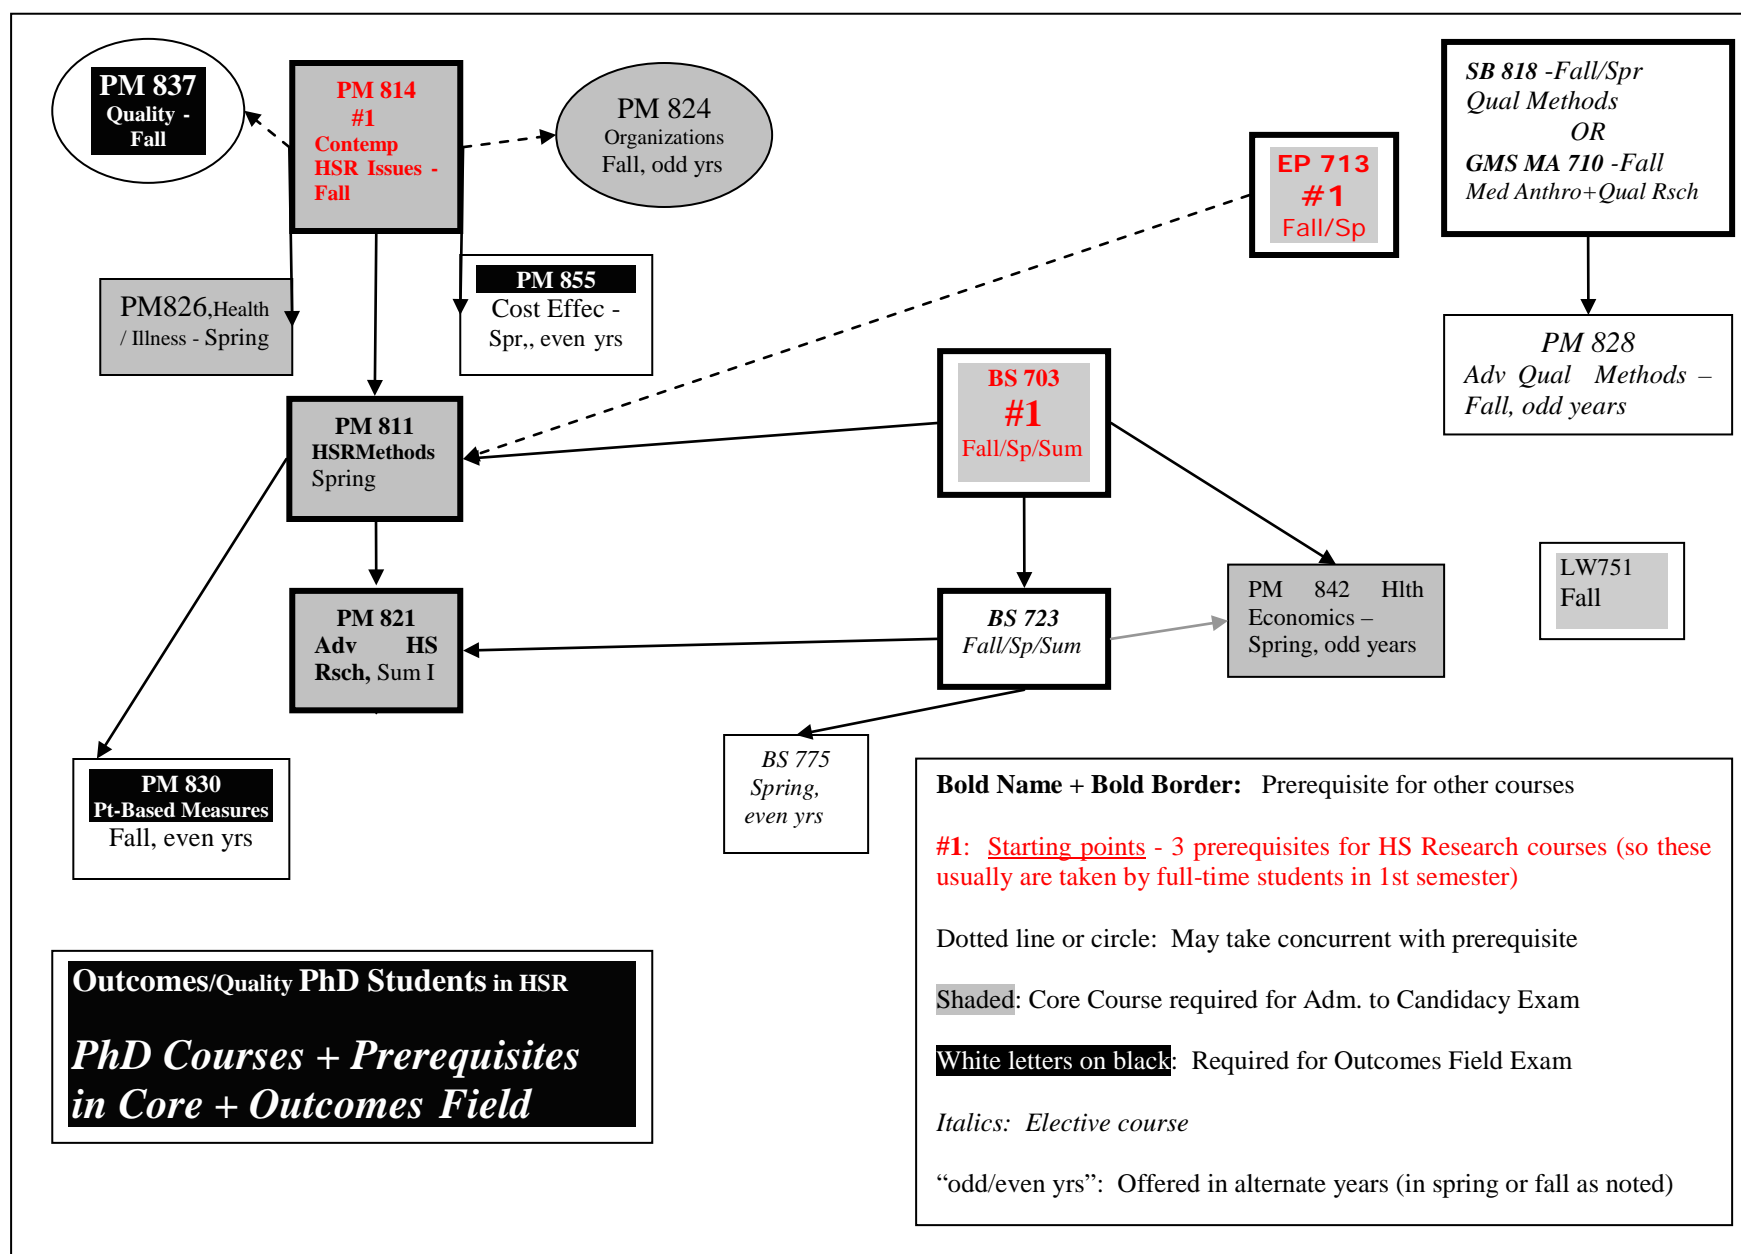 PM 837
Quality -
Fall
PM 814
#1
Contemp
HSR Issues -
Fall
PM 824
Organizations
Fall, odd yrs
EP 713
#1
Fall/Sp
SB 818 -Fall/Spr
Qual Methods
OR
GMS MA 710 -Fall
Med Anthro+Qual Rsch
PM826,Health
/ Illness - Spring
PM 855
Cost Effec -
Spr,, even yrs
PM 828
Adv Qual Methods –
Fall, odd years
BS 703
#1
Fall/Sp/Sum
PM 811
HSRMethods
Spring
LW751
Fall
PM 821
Adv HS
Rsch, Sum I
BS 723
Fall/Sp/Sum
PM 842 Hlth
Economics –
Spring, odd years
BS 775
Spring,
even yrs
PM 830
Pt-Based Measures
Fall, even yrs
Bold Name + Bold Border: Prerequisite for other courses
#1: Starting points - 3 prerequisites for HS Research courses (so these
usually are taken by full-time students in 1st semester)
Dotted line or circle: May take concurrent with prerequisite
Shaded: Core Course required for Adm. to Candidacy Exam
White letters on black: Required for Outcomes Field Exam
Italics: Elective course
“odd/even yrs”: Offered in alternate years (in spring or fall as noted)
Outcomes/Quality PhD Students in HSR
PhD Courses + Prerequisites
in Core + Outcomes Field